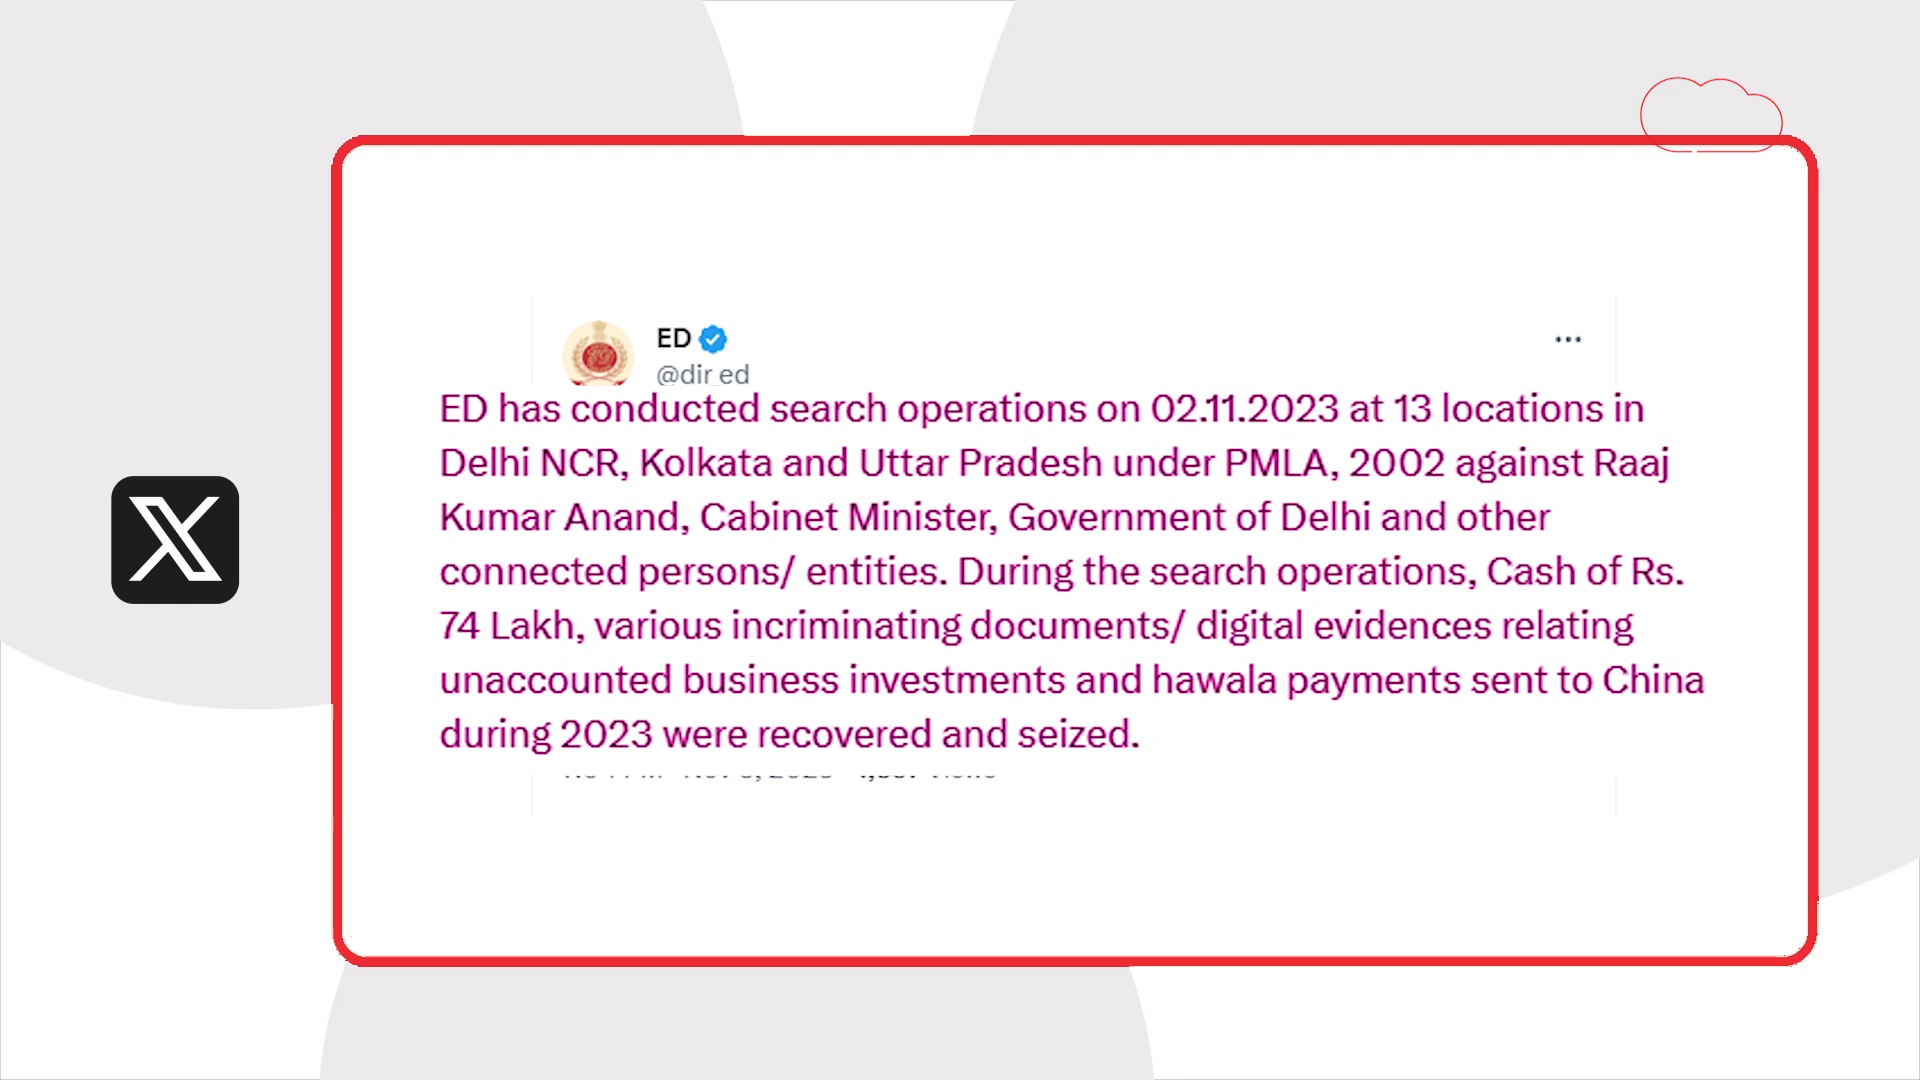 ED
@dir_ed
ED has conducted search operations on 02.11.2023 at 13 locations in
Delhi NCR, Kolkata and Uttar Pradesh under PMLA, 2002 against Raaj
Kumar Anand, Cabinet Minister, Government of Delhi and other
connected persons/ entities. During the search operations, Cash of Rs.
74 Lakh, various incriminating documents/ digital evidences relating
unaccounted business investments and hawala payments sent to China
during 2023 were recovered and seized.